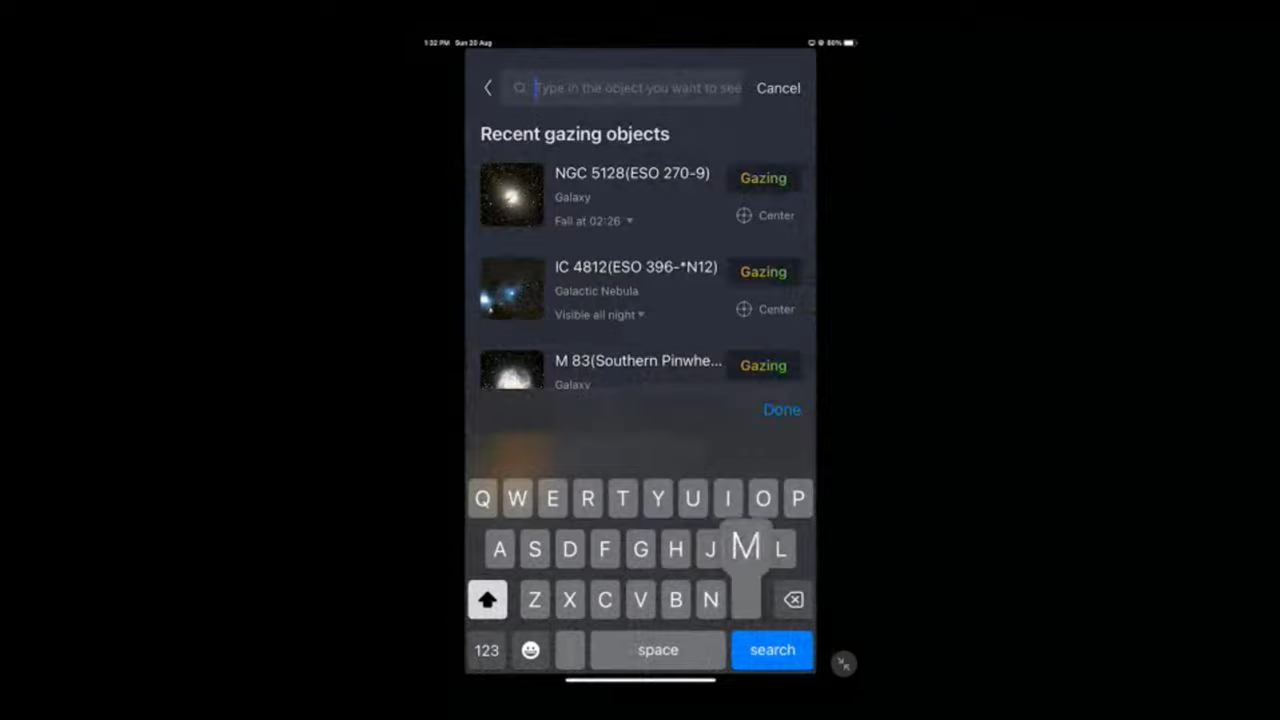 1:32 PM Sun 20 Aug
80%
Type in the object you want to see
Cancel
Recent gazing objects
NGC 5128(ESO 270-9)
Gazing
Galaxy
Fall at 02:26
Center
IC 4812(ESO 396-*N12)
Gazing
Galactic Nebula
Visible all night
Center
M 83(Southern Pinwhe...
Gazing
Galaxy
Done
Q W E R T Y U I O P
A S D F G H J M L
Z X C V B N
123 space search